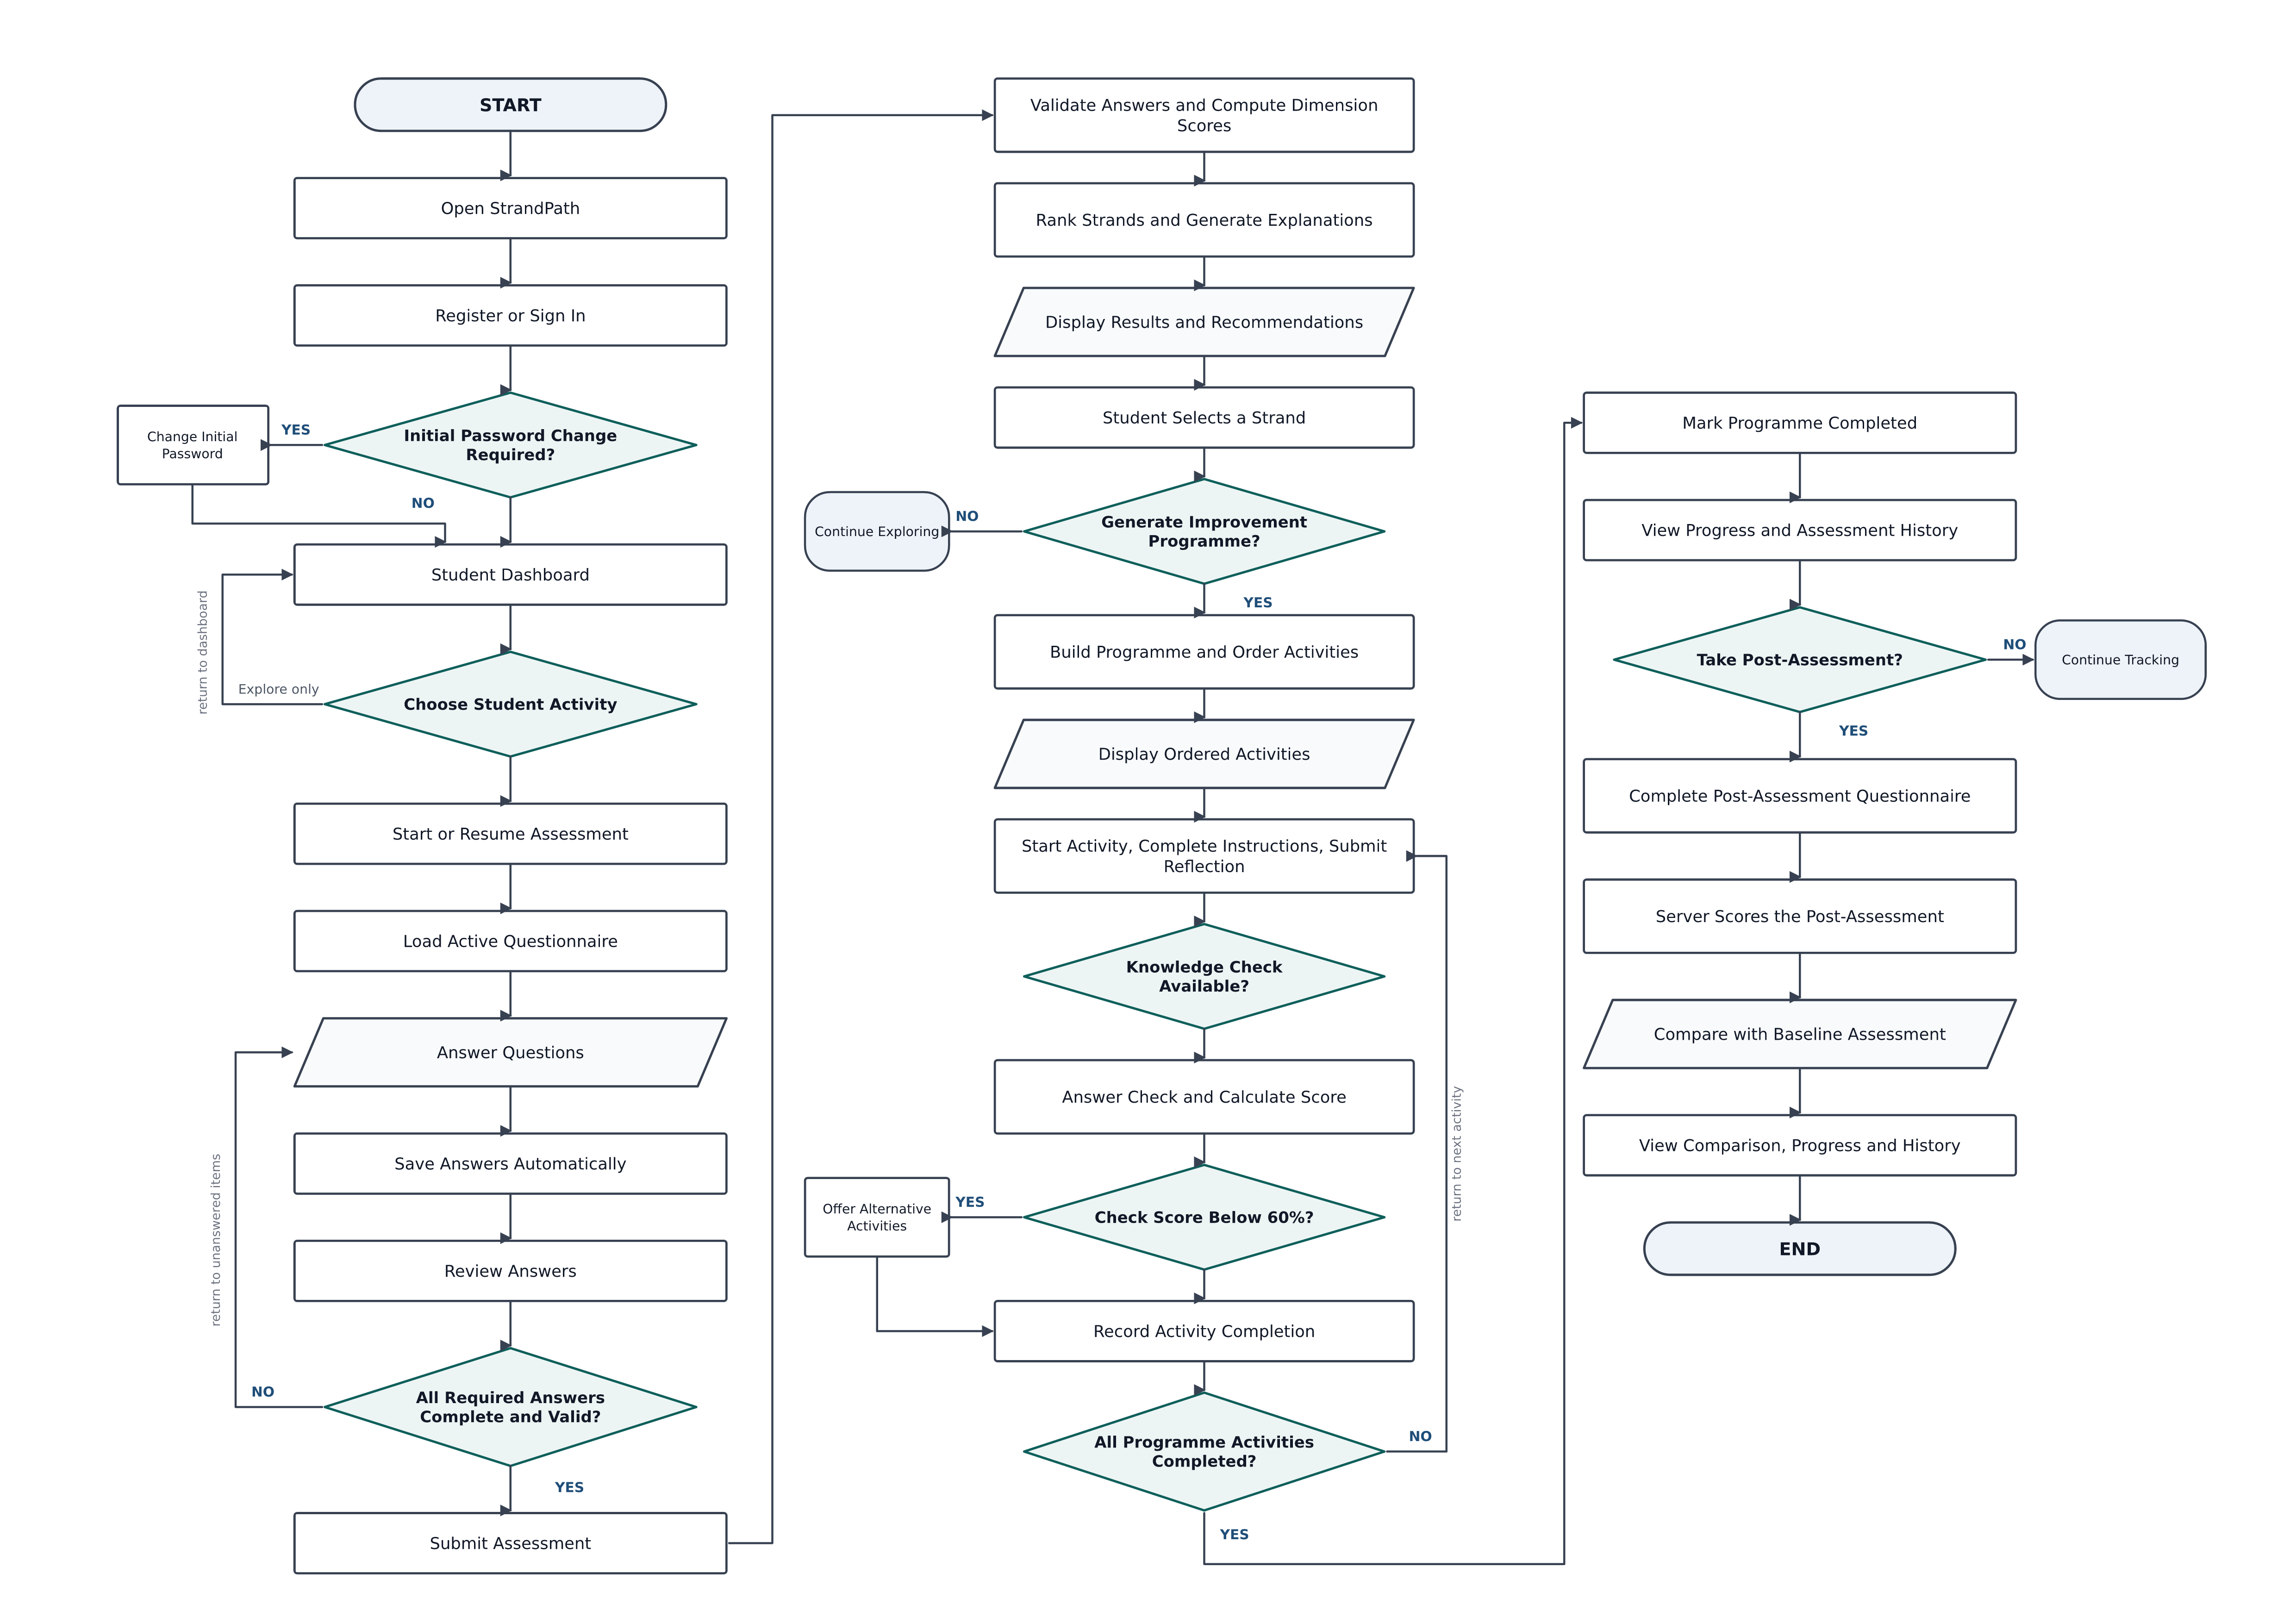 START
Open StrandPath
Register or Sign In
Initial Password Change
Required?
YES
Change Initial
Password
NO
Student Dashboard
return to dashboard
Explore only
Choose Student Activity
Start or Resume Assessment
Load Active Questionnaire
Answer Questions
Save Answers Automatically
return to unanswered items
Review Answers
NO
All Required Answers
Complete and Valid?
YES
Submit Assessment
Validate Answers and Compute Dimension
Scores
Rank Strands and Generate Explanations
Display Results and Recommendations
Student Selects a Strand
Generate Improvement
Programme?
NO
Continue Exploring
YES
Build Programme and Order Activities
Display Ordered Activities
Start Activity, Complete Instructions, Submit
Reflection
Knowledge Check
Available?
Answer Check and Calculate Score
return to next activity
Check Score Below 60%?
YES
Offer Alternative
Activities
Record Activity Completion
All Programme Activities
Completed?
NO
YES
Mark Programme Completed
View Progress and Assessment History
Take Post-Assessment?
NO
Continue Tracking
YES
Complete Post-Assessment Questionnaire
Server Scores the Post-Assessment
Compare with Baseline Assessment
View Comparison, Progress and History
END